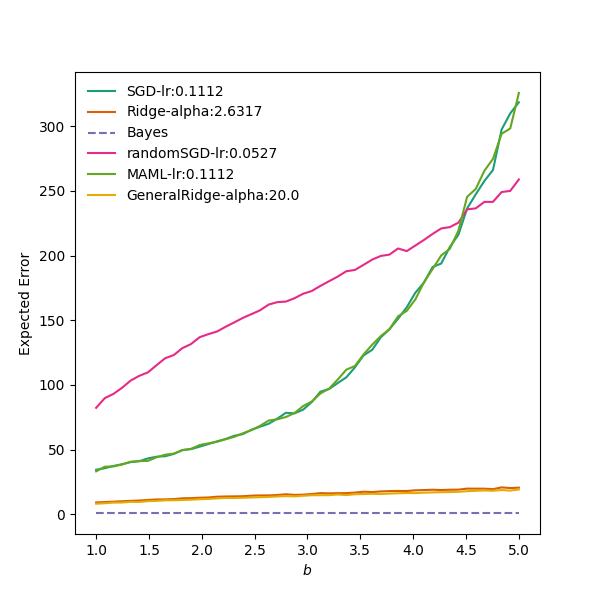 SGD-lr:0.1112
Ridge-alpha:2.6317
Bayes
randomSGD-lr:0.0527
MAML-lr:0.1112
GeneralRidge-alpha:20.0
Expected Error
300
250
200
150
100
50
0
1.0 1.5 2.0 2.5 3.0 3.5 4.0 4.5 5.0
b